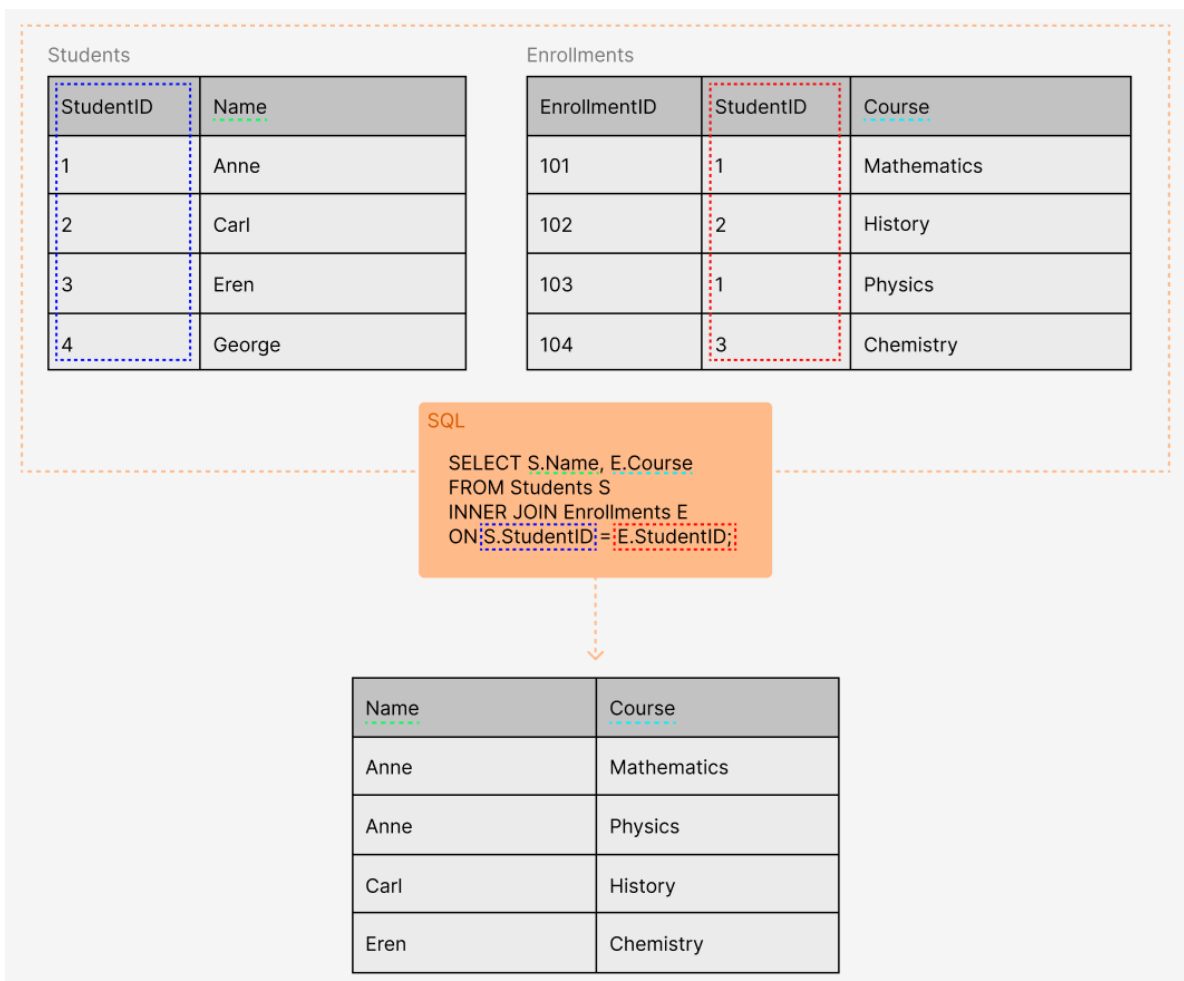 Students
StudentID Name
1 Anne
2 Carl
3 Eren
4 George
Enrollments
EnrollmentID StudentID Course
101 1 Mathematics
102 2 History
103 1 Physics
104 3 Chemistry
SQL
SELECT S.Name, E.Course
FROM Students S
INNER JOIN Enrollments E
ON S.StudentID = E.StudentID;
Name Course
Anne Mathematics
Anne Physics
Carl History
Eren Chemistry